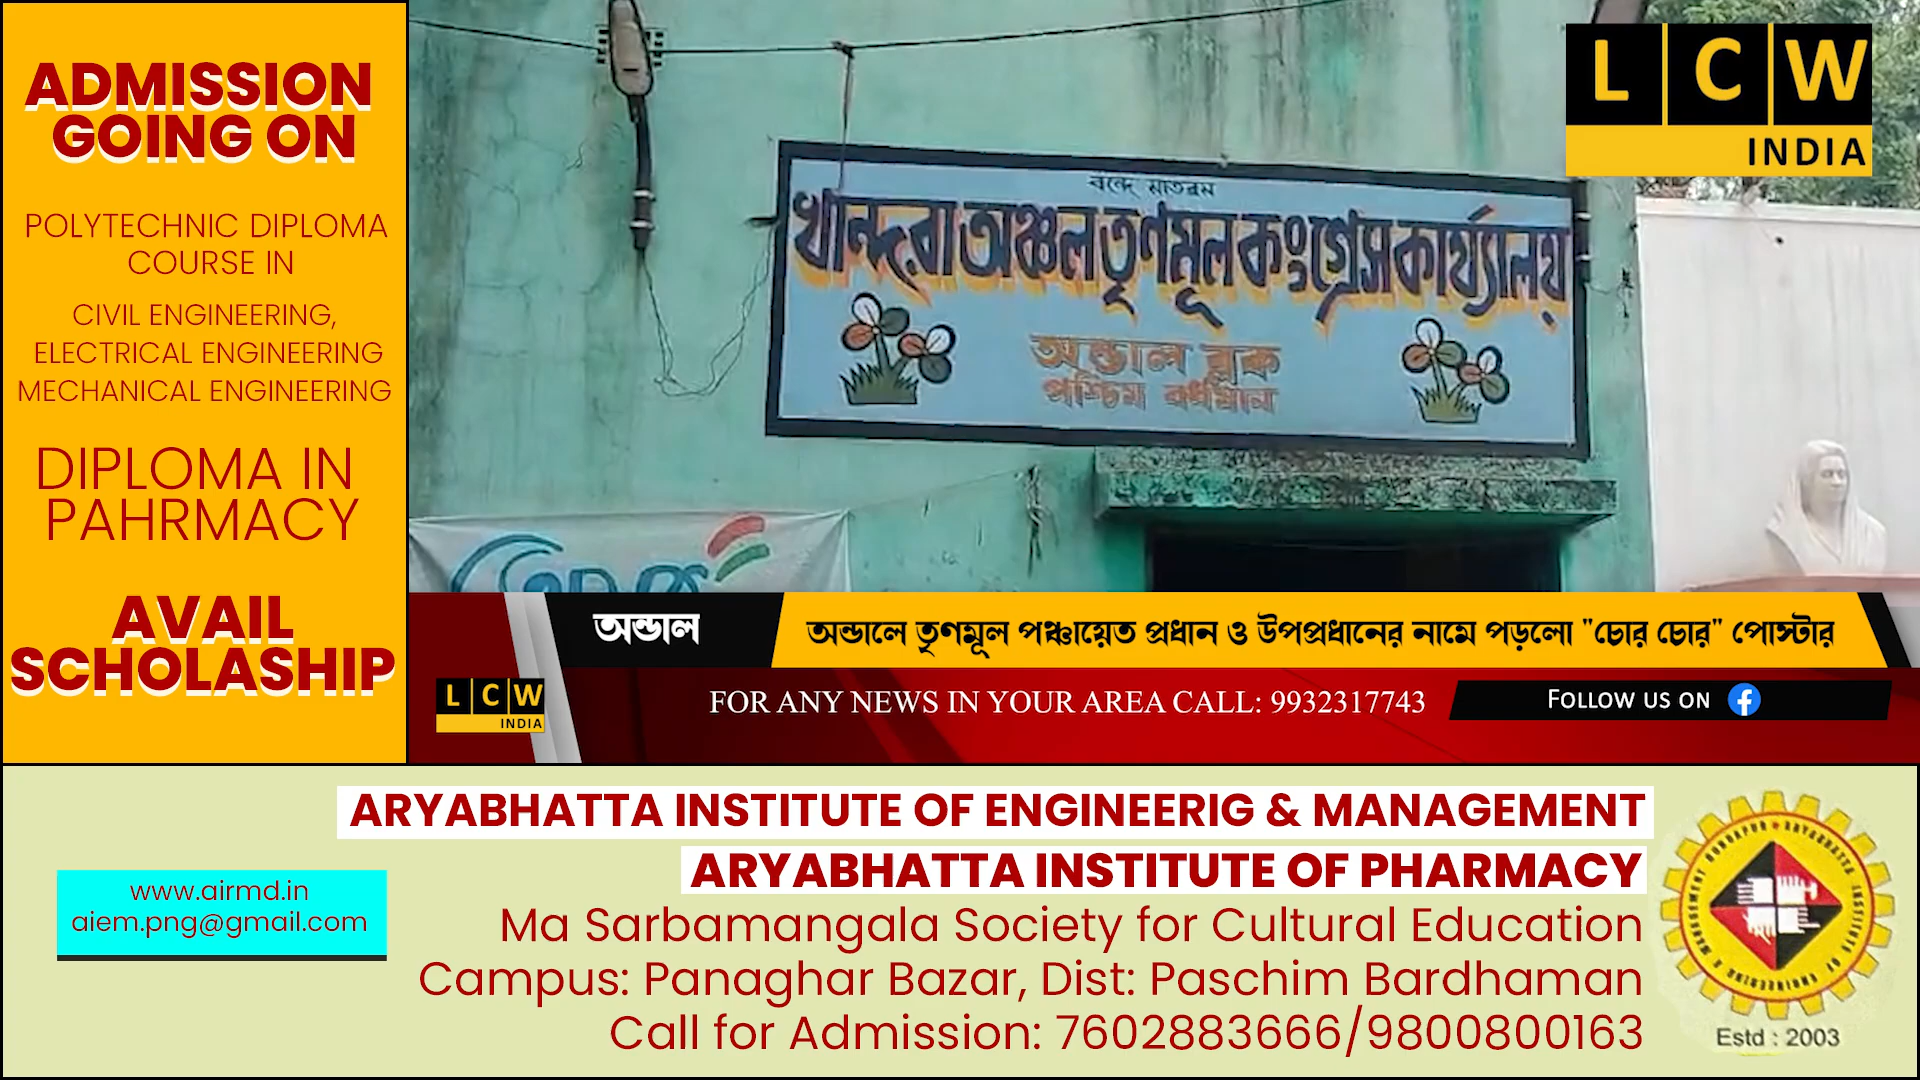 ADMISSION
GOING ON
POLYTECHNIC DIPLOMA
COURSE IN
CIVIL ENGINEERING,
ELECTRICAL ENGINEERING
MECHANICAL ENGINEERING
DIPLOMA IN
PAHRMACY
AVAIL
SCHOLASHIP
L C W
INDIA
বন্দে মাতরম
খান্দরা অঞ্চল তৃণমূল কংগ্রেস কার্য্যালয়
অন্ডাল ব্লক
পশ্চিম বর্ধমান
অন্ডাল
অন্ডালে তৃণমূল পঞ্চায়েত প্রধান ও উপপ্রধানের নামে পড়লো "চোর চোর" পোস্টার
L C W
INDIA
FOR ANY NEWS IN YOUR AREA CALL: 9932317743
FOLLOW US ON
ARYABHATTA INSTITUTE OF ENGINEERIG & MANAGEMENT
ARYABHATTA INSTITUTE OF PHARMACY
www.airmd.in
aiem.png@gmail.com
Ma Sarbamangala Society for Cultural Education
Campus: Panaghar Bazar, Dist: Paschim Bardhaman
Call for Admission: 7602883666/9800800163
Estd : 2003